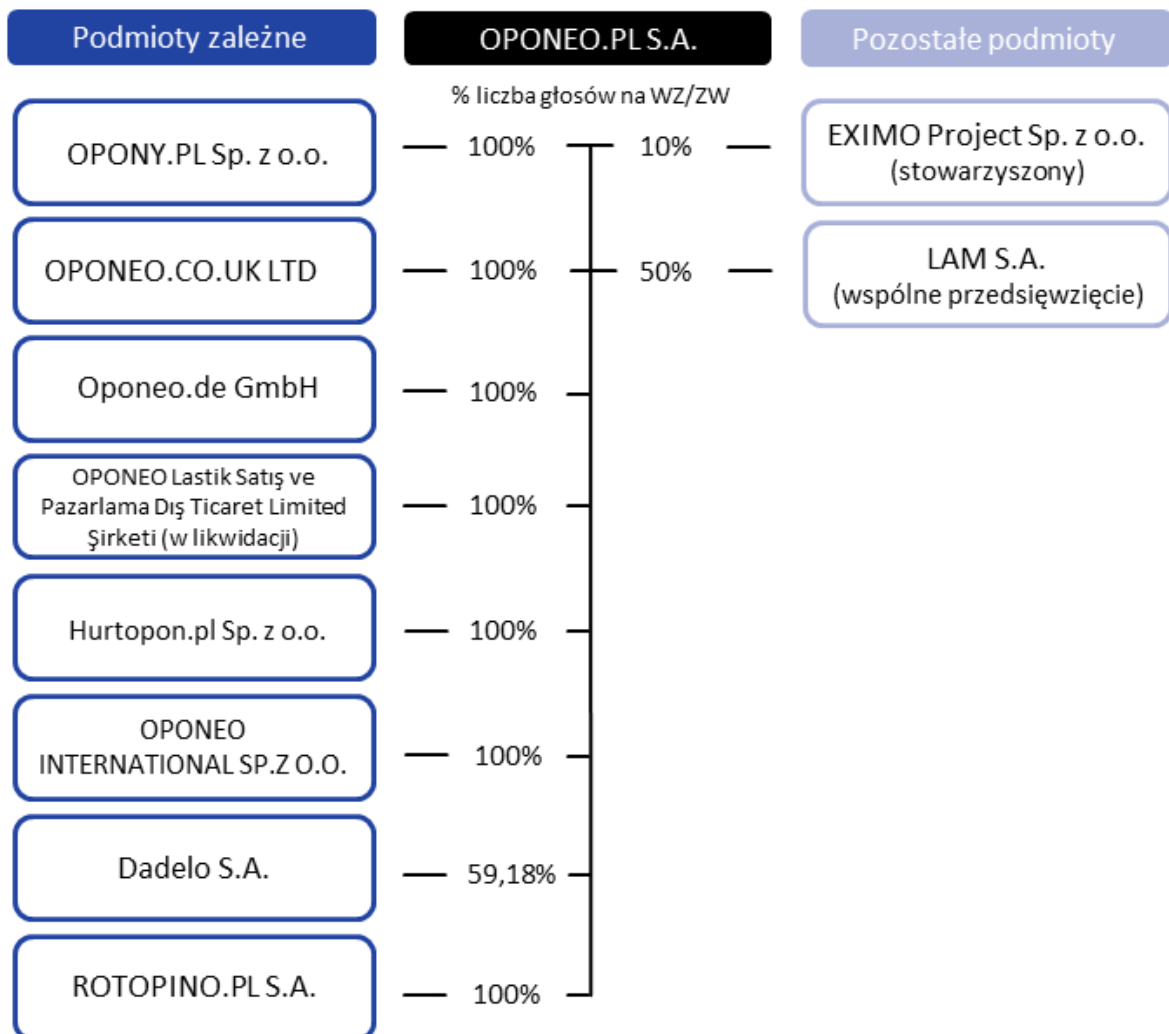 Podmioty zależne
OPONEO.PL S.A.
Pozostałe podmioty
% liczba głosów na WZ/ZW
OPONY.PL Sp. z o.o.
100%
10%
EXIMO Project Sp. z o.o.
(stowarzyszony)
OPONEO.CO.UK LTD
100%
50%
LAM S.A.
(wspólne przedsięwzięcie)
Oponeo.de GmbH
100%
OPONEO Lastik Satış ve
Pazarlama Dış Ticaret Limited
Şirketi (w likwidacji)
100%
Hurtopon.pl Sp. z o.o.
100%
OPONEO
INTERNATIONAL SP.Z O.O.
100%
Dadelo S.A.
59,18%
ROTOPINO.PL S.A.
100%